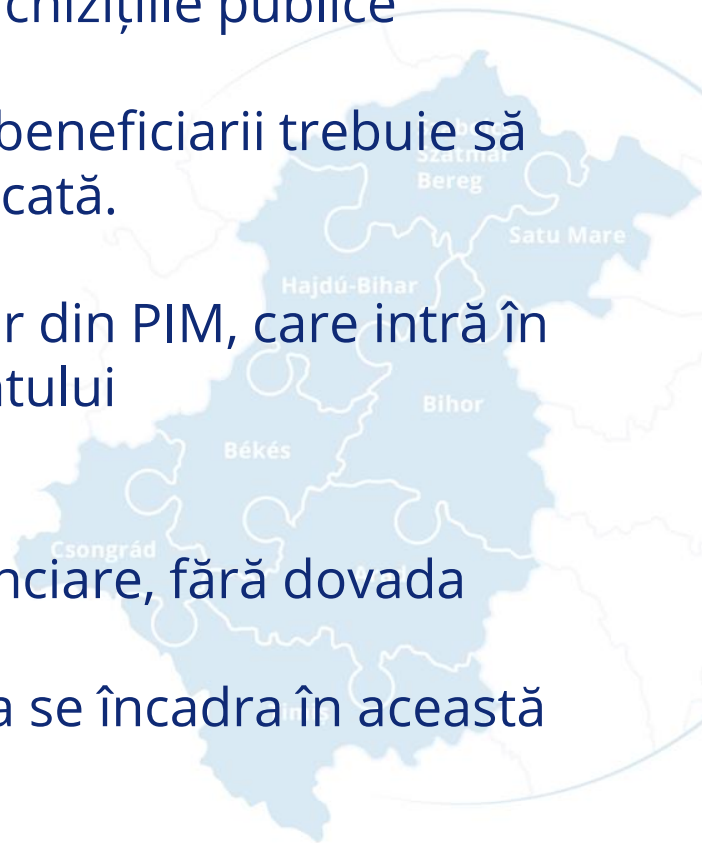 chizițiile publice
beneficiarii trebuie să
Szatmár
Bereg
cată.
Satu Mare
Hajdú-Bihar
r din PIM, care intră în
tului
Bihor
Békés
Csongrád
nciare, fără dovada
a se încadra în această